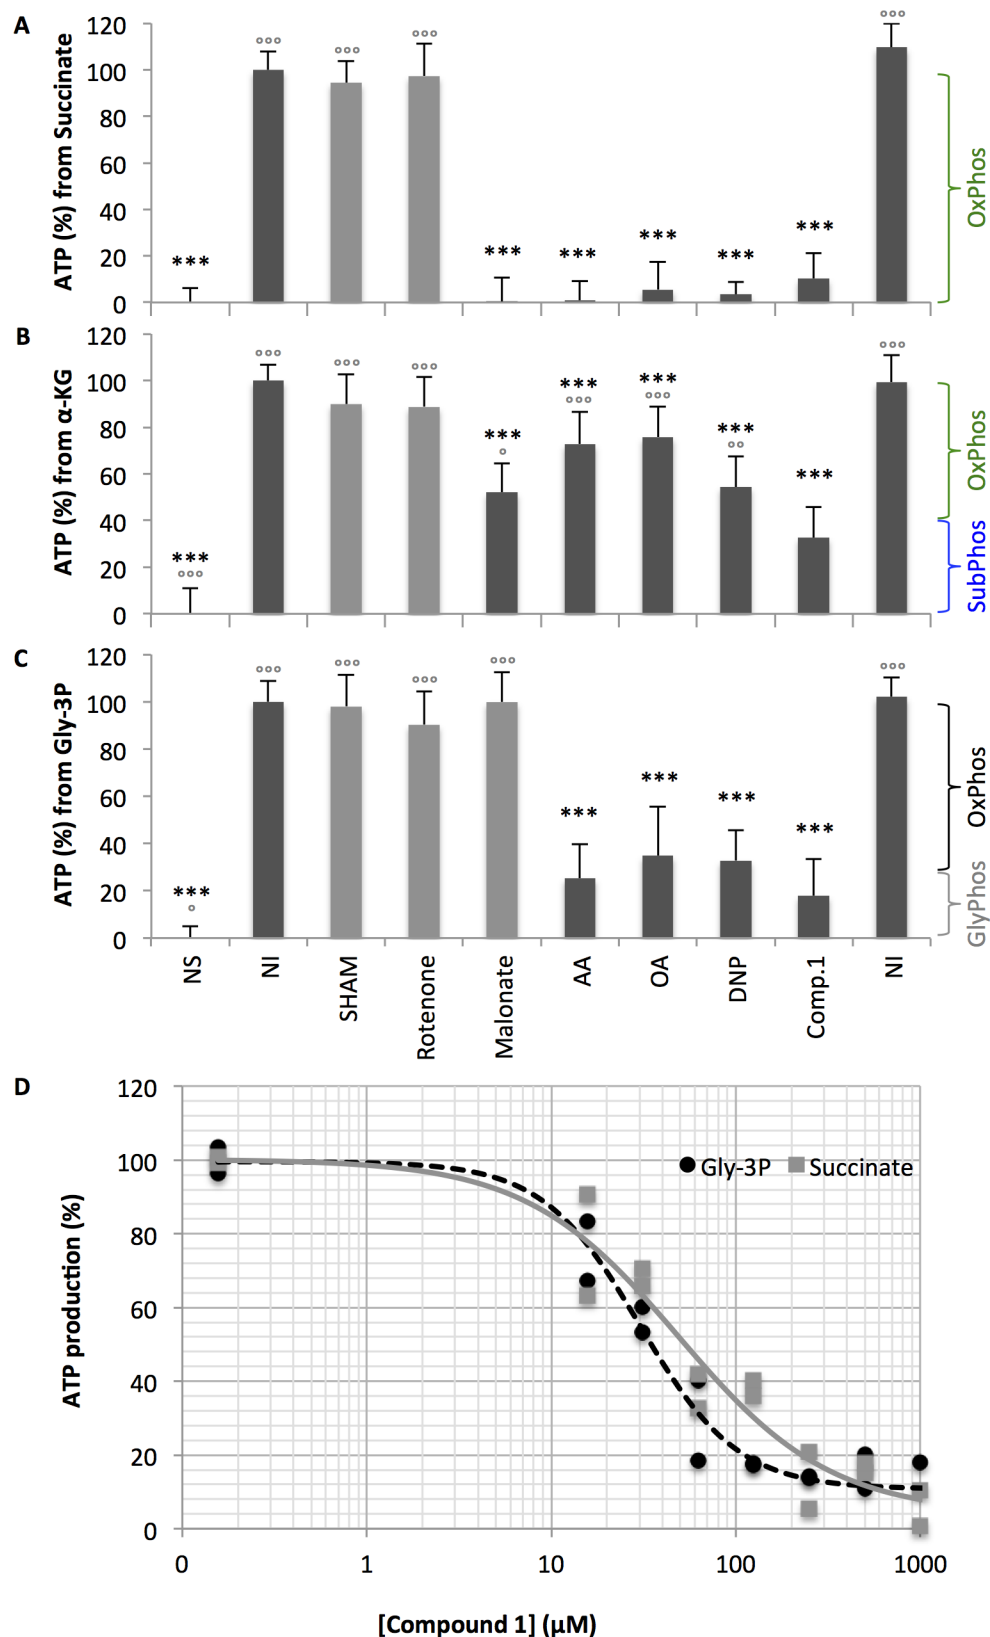 A
ATP (%) from Succinate
120
100
80
60
40
20
0
°°°
°°°
°°°
°°°
***
***
***
***
***
***
OxPhos
B
ATP (%) from α-KG
120
100
80
60
40
20
0
***
°°°
°°°
°°°
°°°
***
°
***
°°°
***
°°°
***
°°
***
°°°
OxPhos
SubPhos
C
ATP (%) from Gly-3P
120
100
80
60
40
20
0
***
°
°°°
°°°
°°°
°°°
***
***
***
***
°°°
OxPhos
GlyPhos
NS
NI
SHAM
Rotenone
Malonate
AA
OA
DNP
Comp.1
NI
D
ATP production (%)
120
100
80
60
40
20
0
Gly-3P
Succinate
0
1
10
100
1000
[Compound 1] (μM)